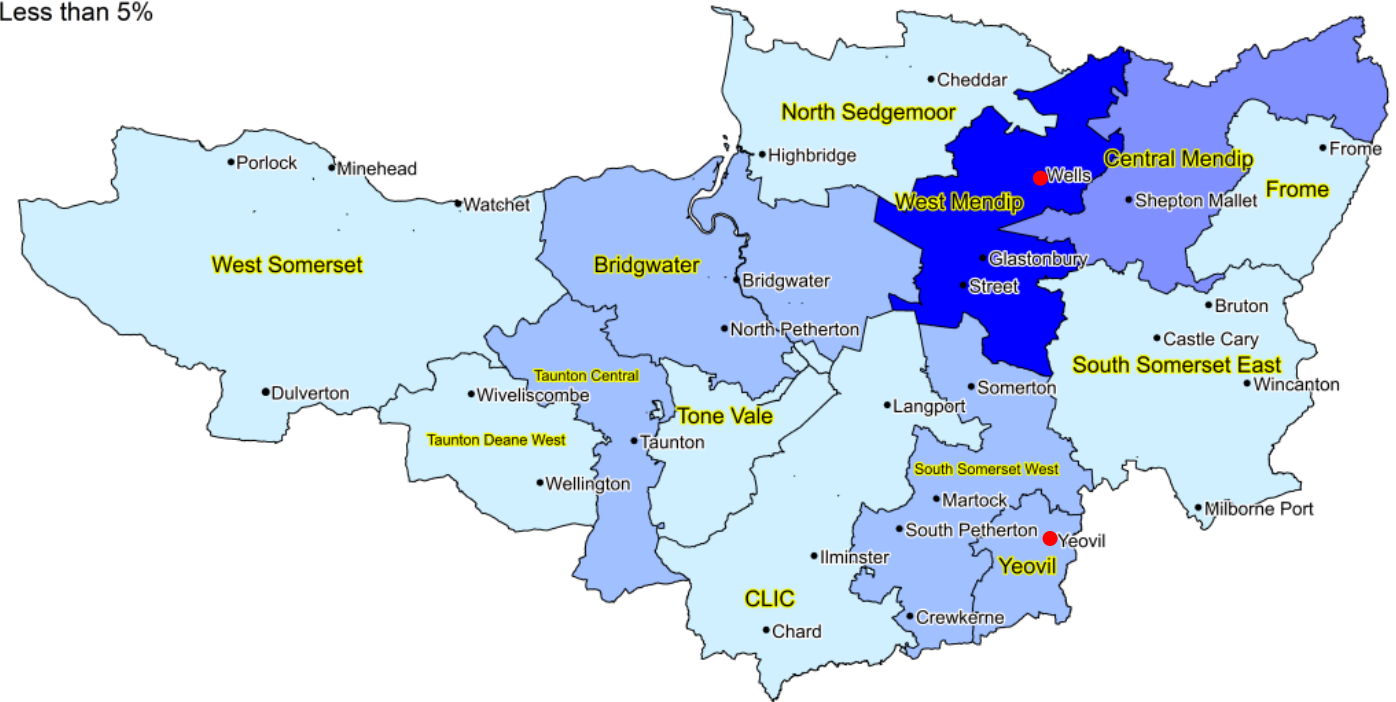 Less than 5%
Cheddar
North Sedgemoor
Highbridge
Frome
Porlock
Minehead
Central Mendip
Wells
Frome
West Mendip
Shepton Mallet
Watchet
Glastonbury
West Somerset
Bridgwater
Bridgwater
Street
Bruton
North Petherton
Castle Cary
South Somerset East
Taunton Central
Wincanton
Somerton
Dulverton
Wiveliscombe
Langport
Tone Vale
Taunton Deane West
Taunton
South Somerset West
Wellington
Martock
Milborne Port
South Petherton
Yeovil
Ilminster
Yeovil
CLIC
Crewkerne
Chard